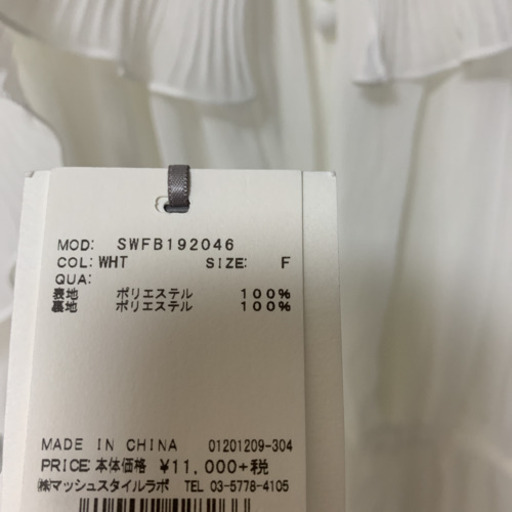 MOD: SWFB192046
COL: WHT SIZE: F
QUA:
表地 ポリエステル 100%
裏地 ポリエステル 100%
MADE IN CHINA 01201209-304
PRICE:本体価格 ¥11,000+税
㈱マッシュスタイルラボ TEL 03-5778-4105